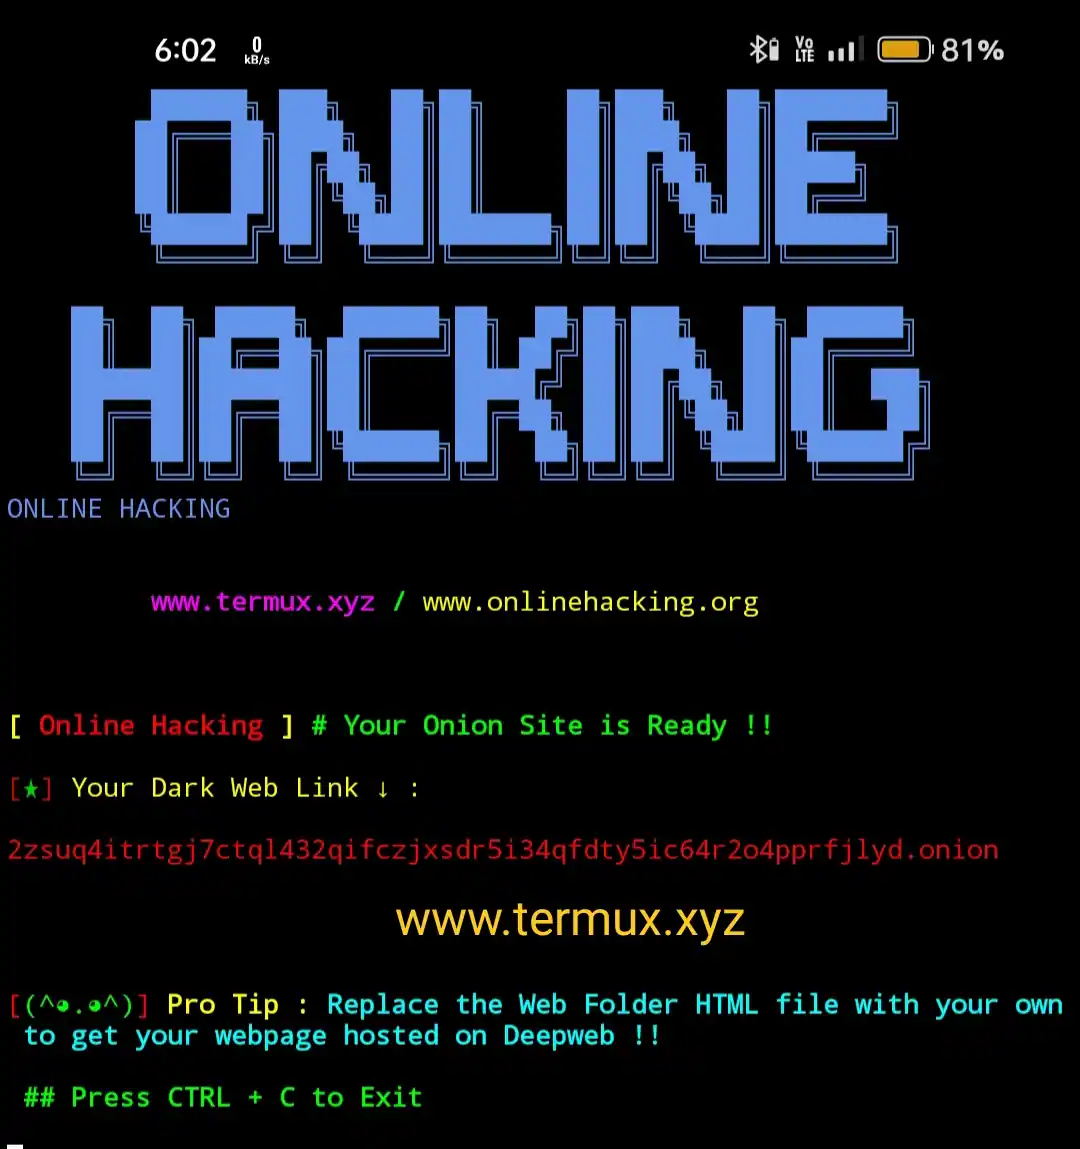 6:02 0 kB/s Vo LTE 81%
ONLINE
HACKING
ONLINE HACKING
www.termux.xyz / www.onlinehacking.org
[ Online Hacking ] # Your Onion Site is Ready !!
[★] Your Dark Web Link ↓ :
2zsuq4itrtgj7ctql432qifczjxsdr5i34qfdty5ic64r2o4pprfjlyd.onion
www.termux.xyz
[(^◕.◕^)] Pro Tip : Replace the Web Folder HTML file with your own
to get your webpage hosted on Deepweb !!
## Press CTRL + C to Exit